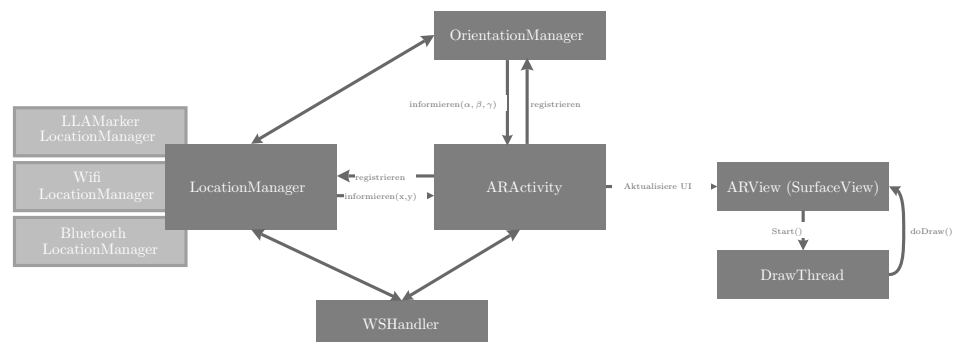 OrientationManager
informieren(α, β, γ)
registrieren
LLAMarker
LocationManager
Wifi
LocationManager
Bluetooth
LocationManager
LocationManager
registrieren
informieren(x,y)
ARActivity
Aktualisiere UI
ARView (SurfaceView)
Start()
doDraw()
DrawThread
WSHandler